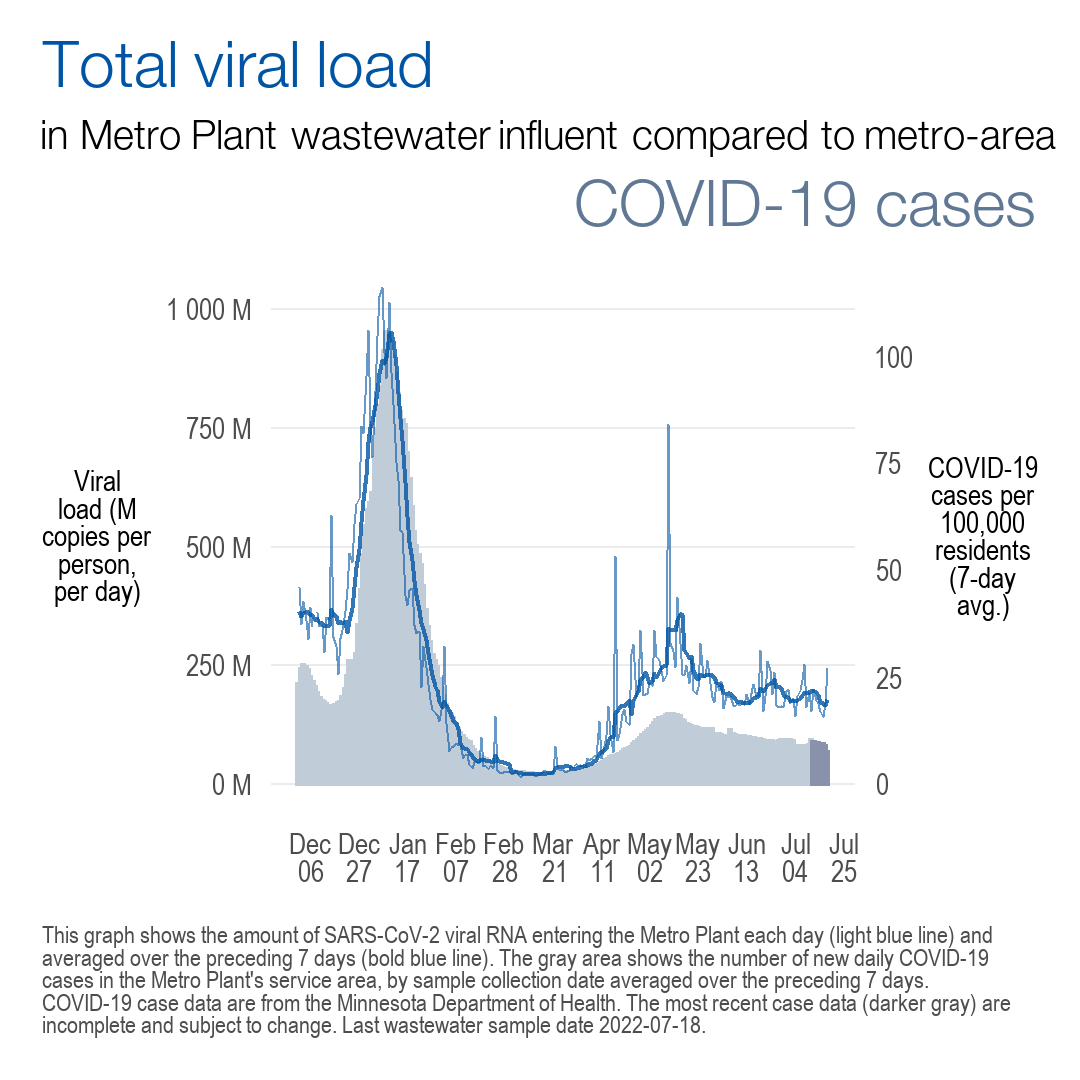 Total viral load
in Metro Plant wastewater influent compared to metro-area
COVID-19 cases
1 000 M
750 M
500 M
250 M
0 M
Viral
load (M
copies per
person,
per day)
100
75
50
25
0
COVID-19
cases per
100,000
residents
(7-day
avg.)
Dec Dec Jan Feb Feb Mar Apr May May Jun Jul Jul
06 27 17 07 28 21 11 02 23 13 04 25
This graph shows the amount of SARS-CoV-2 viral RNA entering the Metro Plant each day (light blue line) and
averaged over the preceding 7 days (bold blue line). The gray area shows the number of new daily COVID-19
cases in the Metro Plant's service area, by sample collection date averaged over the preceding 7 days.
COVID-19 case data are from the Minnesota Department of Health. The most recent case data (darker gray) are
incomplete and subject to change. Last wastewater sample date 2022-07-18.